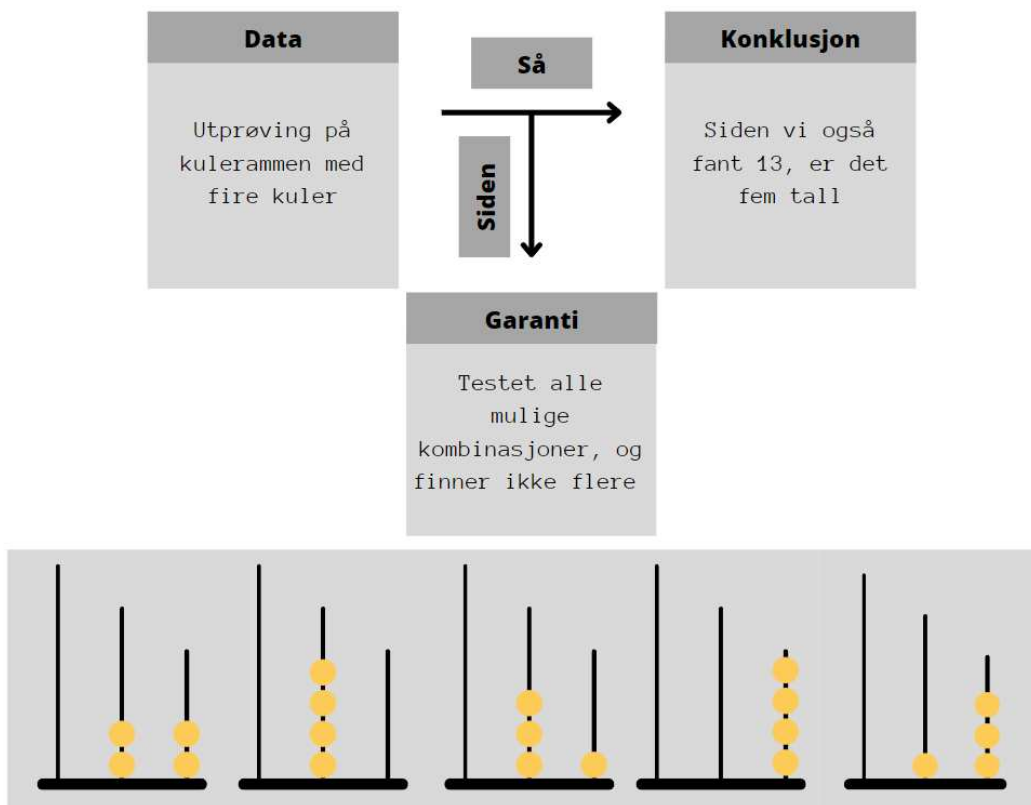 Data
Utprøving på
kulerammen med
fire kuler
Så
Siden
Konklusjon
Siden vi også
fant 13, er det
fem tall
Garanti
Testet alle
mulige
kombinasjoner, og
finner ikke flere